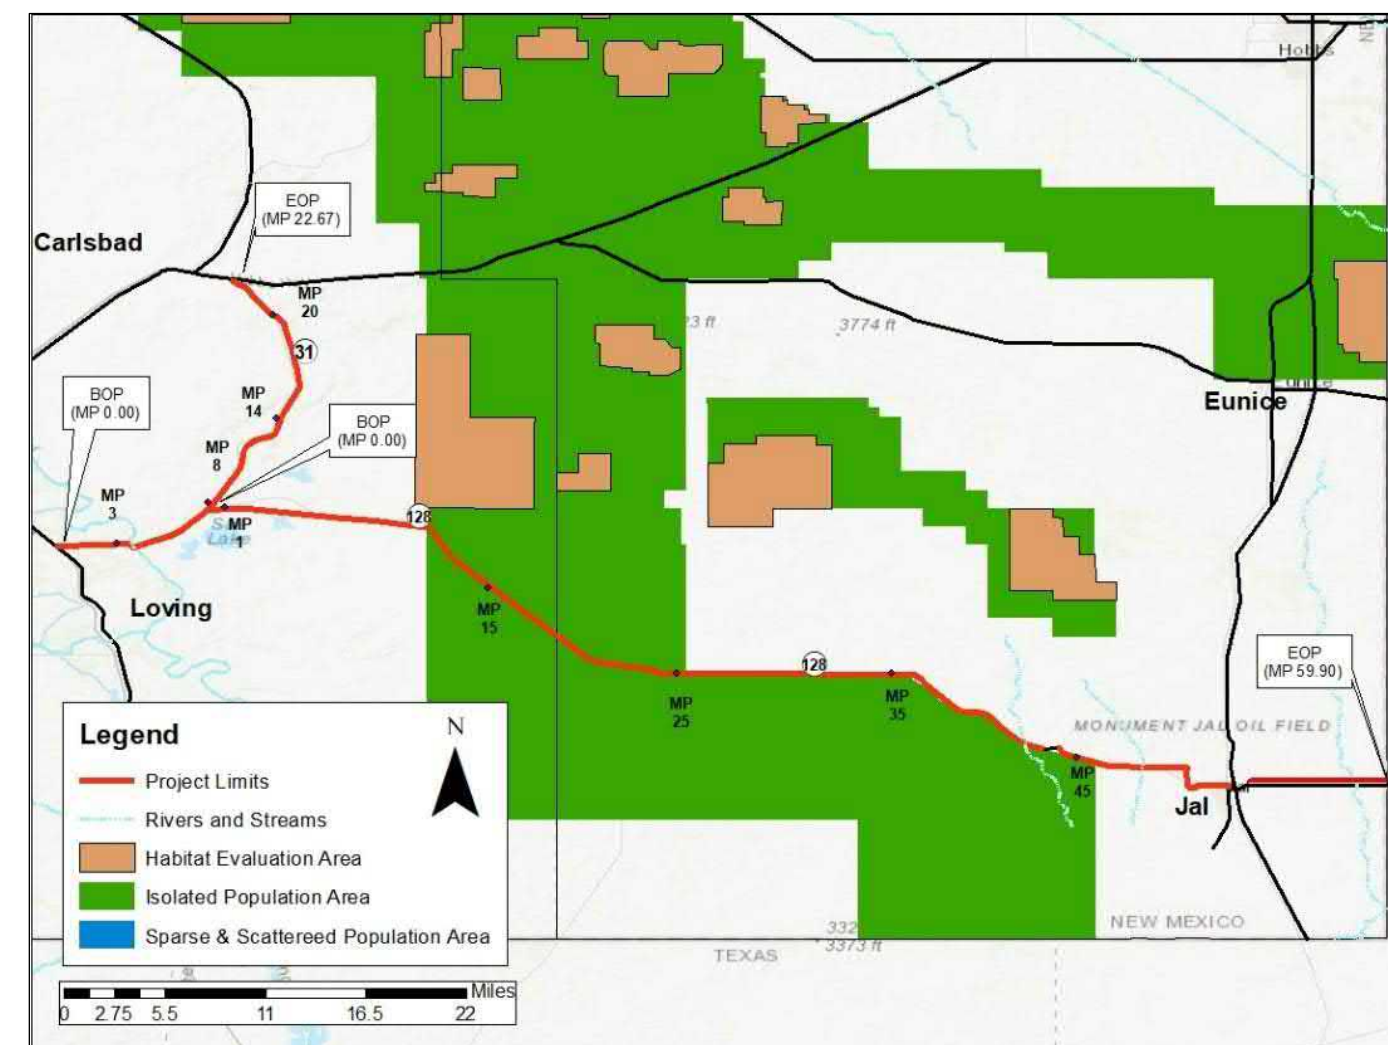 Hobbs
NE
EOP
(MP 22.67)
Carlsbad
MP
20
3774 ft
31
BOP
(MP 0.00)
MP
14
BOP
(MP 0.00)
Eunice
Eunice
MP
8
MP
3
128
MP
1
Lake
Loving
MP
15
EOP
(MP 59.90)
128
MP
25
MP
35
MONUMENT JAL OIL FIELD
MP
45
Jal
Legend
N
Project Limits
Rivers and Streams
Habitat Evaluation Area
Isolated Population Area
Sparse & Scattereed Population Area
NEW MEXICO
3373 ft
TEXAS
Miles
0 2.75 5.5 11 16.5 22